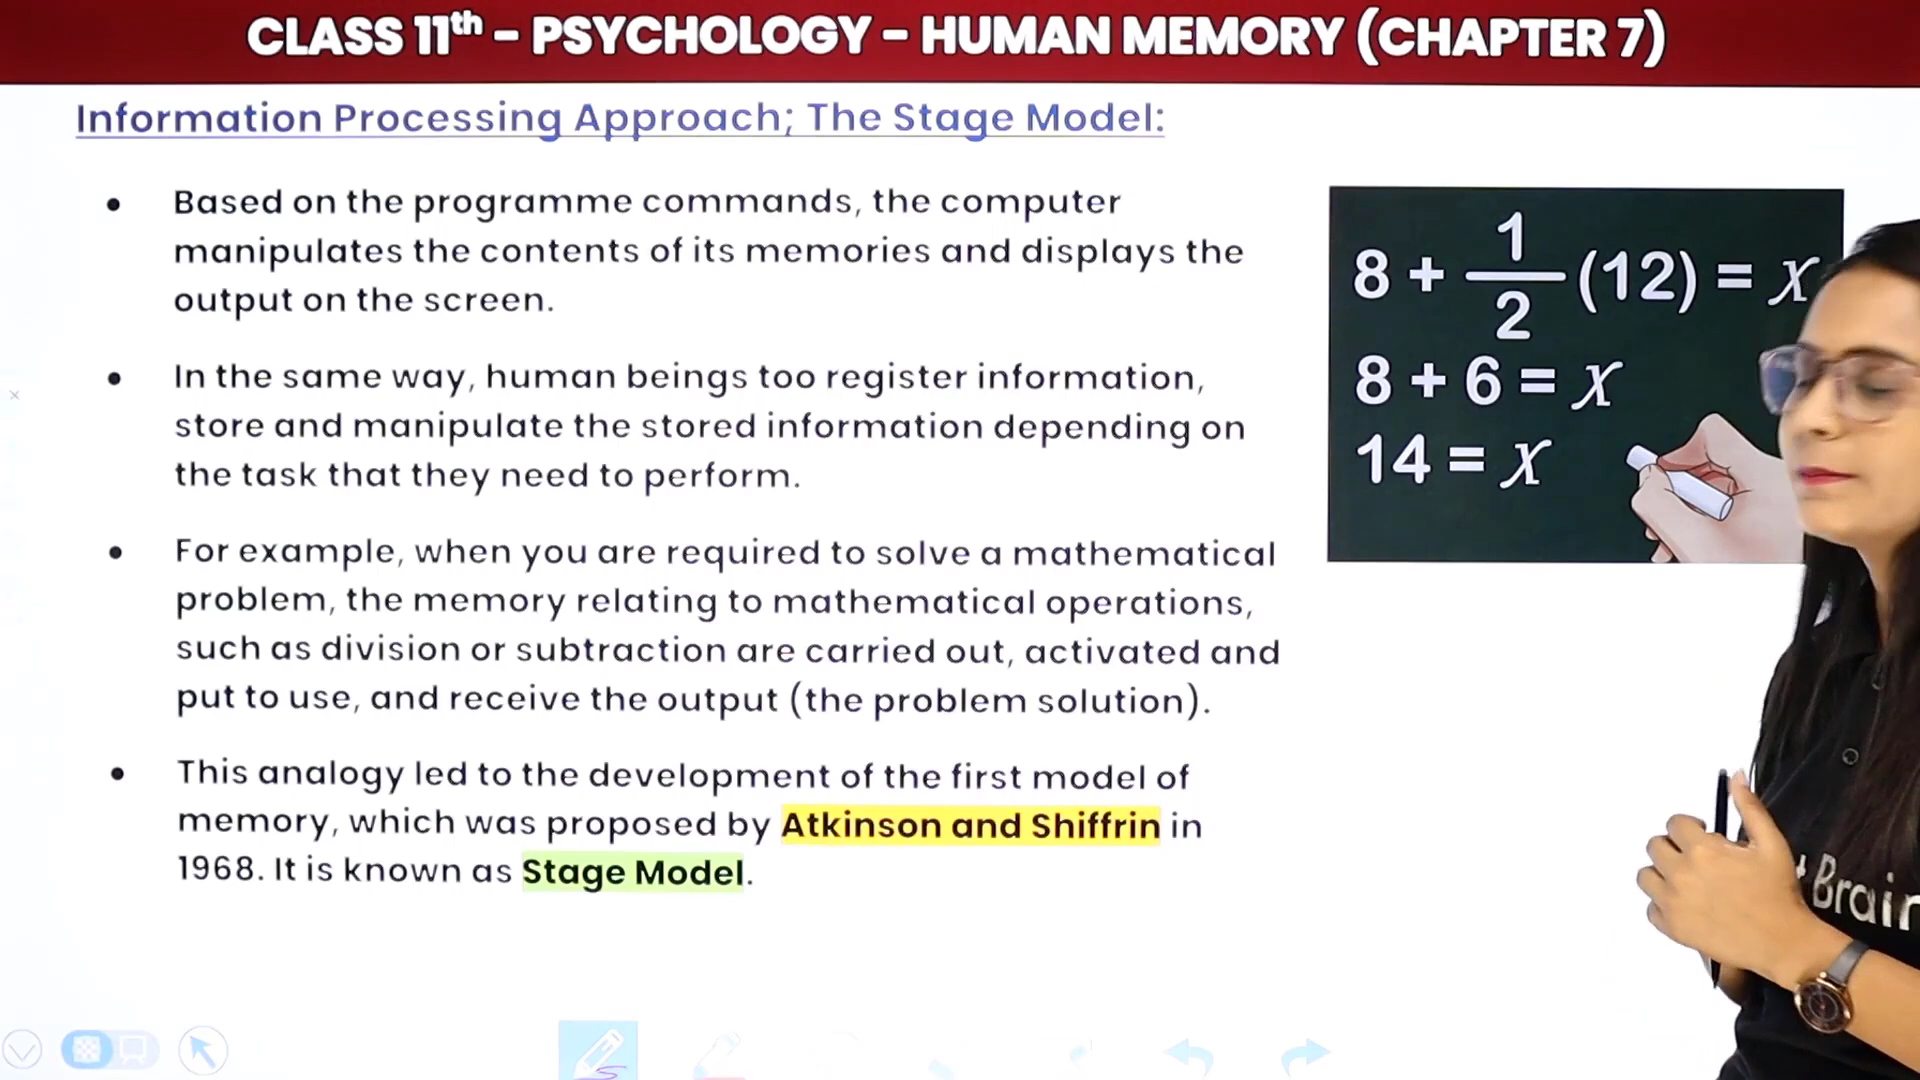 CLASS 11th - PSYCHOLOGY - HUMAN MEMORY (CHAPTER 7)
Information Processing Approach; The Stage Model:
• Based on the programme commands, the computer
manipulates the contents of its memories and displays the
output on the screen.
• In the same way, human beings too register information,
store and manipulate the stored information depending on
the task that they need to perform.
• For example, when you are required to solve a mathematical
problem, the memory relating to mathematical operations,
such as division or subtraction are carried out, activated and
put to use, and receive the output (the problem solution).
• This analogy led to the development of the first model of
memory, which was proposed by Atkinson and Shiffrin in
1968. It is known as Stage Model.
8 + 1/2 (12) = x
8 + 6 = x
14 = x
Brain